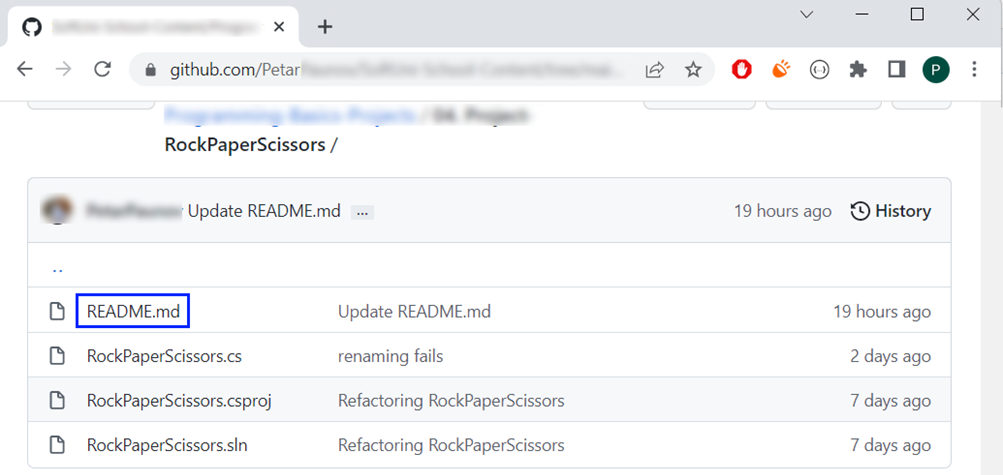 github.com/Petar
P
RockPaperScissors /
Update README.md ...
19 hours ago
History
..
README.md Update README.md 19 hours ago
RockPaperScissors.cs renaming fails 2 days ago
RockPaperScissors.csproj Refactoring RockPaperScissors 7 days ago
RockPaperScissors.sln Refactoring RockPaperScissors 7 days ago